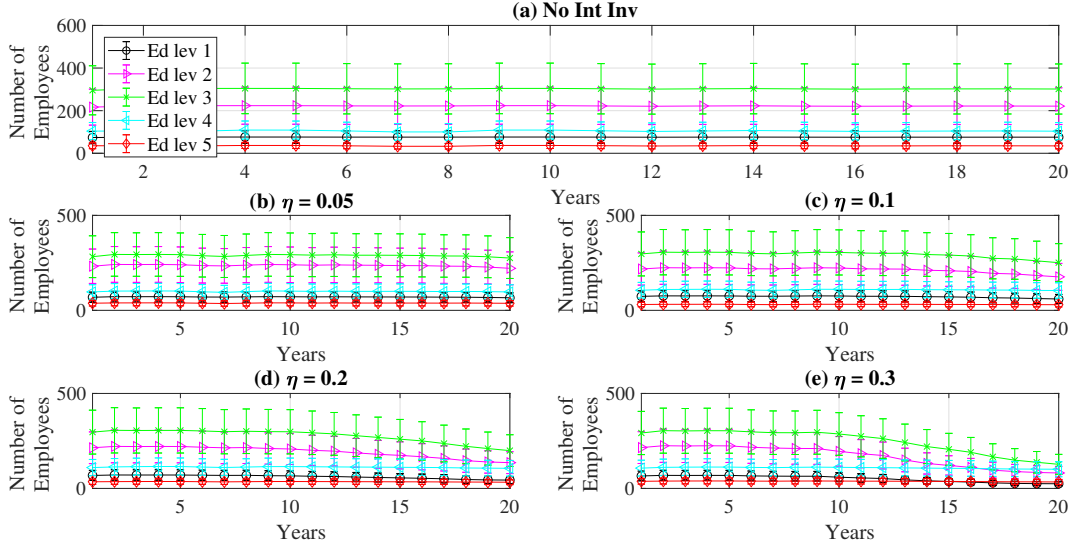 (a) No Int Inv
600
400
200
0
Number of
Employees
Ed lev 1
Ed lev 2
Ed lev 3
Ed lev 4
Ed lev 5
2 4 6 8 10 12 14 16 18 20
Years
(b) η = 0.05
500
0
Number of
Employees
5 10 15 20
Years
(c) η = 0.1
500
0
Number of
Employees
5 10 15 20
Years
(d) η = 0.2
500
0
Number of
Employees
5 10 15 20
Years
(e) η = 0.3
500
0
Number of
Employees
5 10 15 20
Years